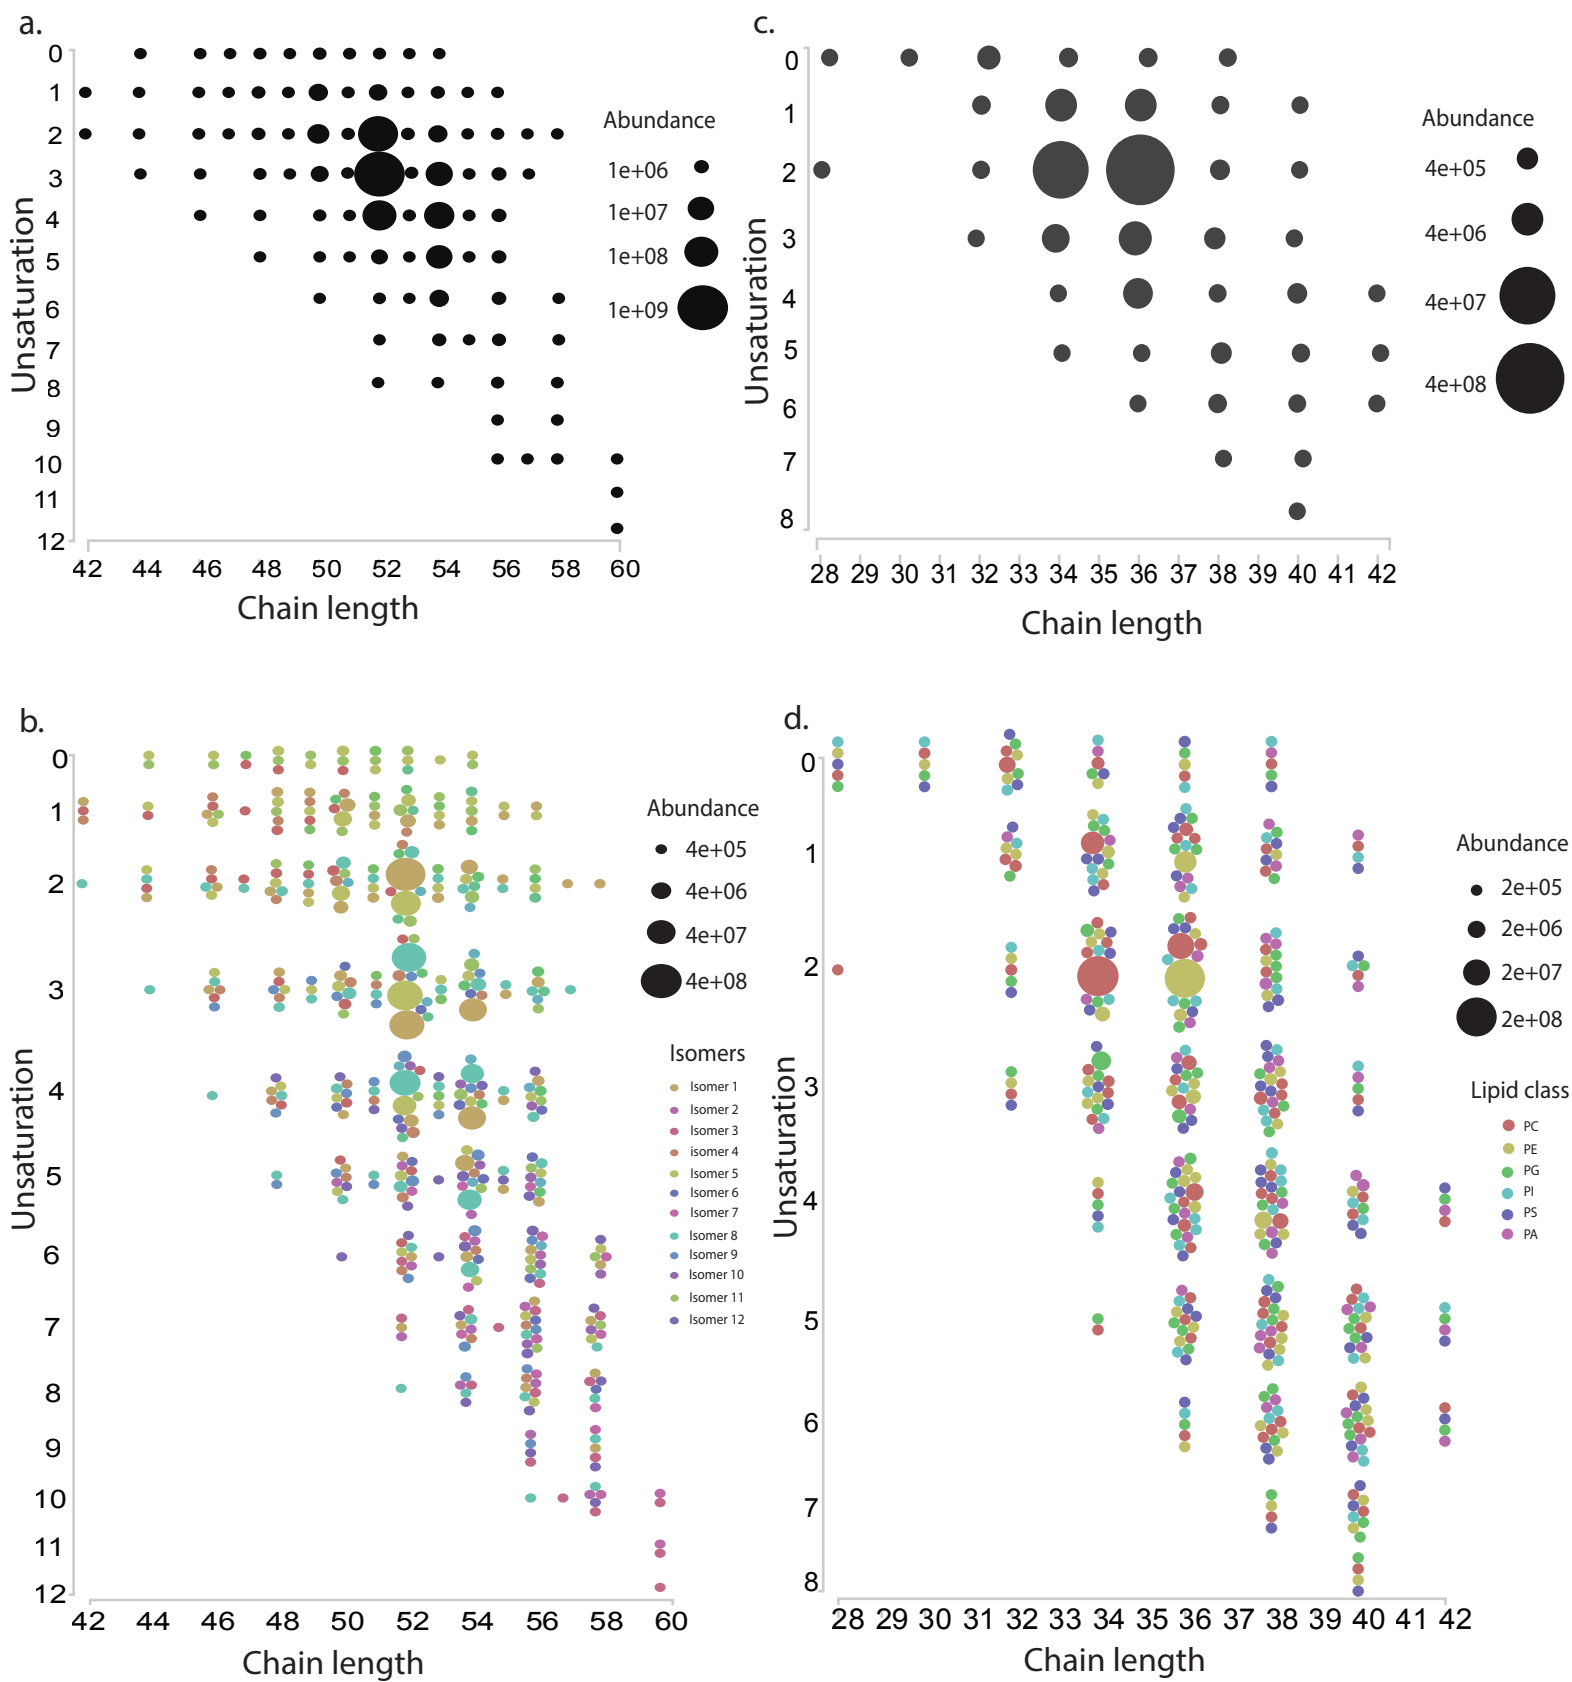 a.
0
1
2
3
4
5
6
7
8
9
10
11
12
Unsaturation
42 44 46 48 50 52 54 56 58 60
Chain length
Abundance
1e+06
1e+07
1e+08
1e+09
c.
0
1
2
3
4
5
6
7
8
Unsaturation
28 29 30 31 32 33 34 35 36 37 38 39 40 41 42
Chain length
Abundance
4e+05
4e+06
4e+07
4e+08
b.
0
1
2
3
4
5
6
7
8
9
10
11
12
Unsaturation
42 44 46 48 50 52 54 56 58 60
Chain length
Abundance
4e+05
4e+06
4e+07
4e+08
Isomers
Isomer 1
Isomer 2
Isomer 3
isomer 4
Isomer 5
Isomer 6
Isomer 7
Isomer 8
Isomer 9
Isomer 10
Isomer 11
Isomer 12
d.
0
1
2
3
4
5
6
7
8
Unsaturation
28 29 30 31 32 33 34 35 36 37 38 39 40 41 42
Chain length
Abundance
2e+05
2e+06
2e+07
2e+08
Lipid class
PC
PE
PG
PI
PS
PA